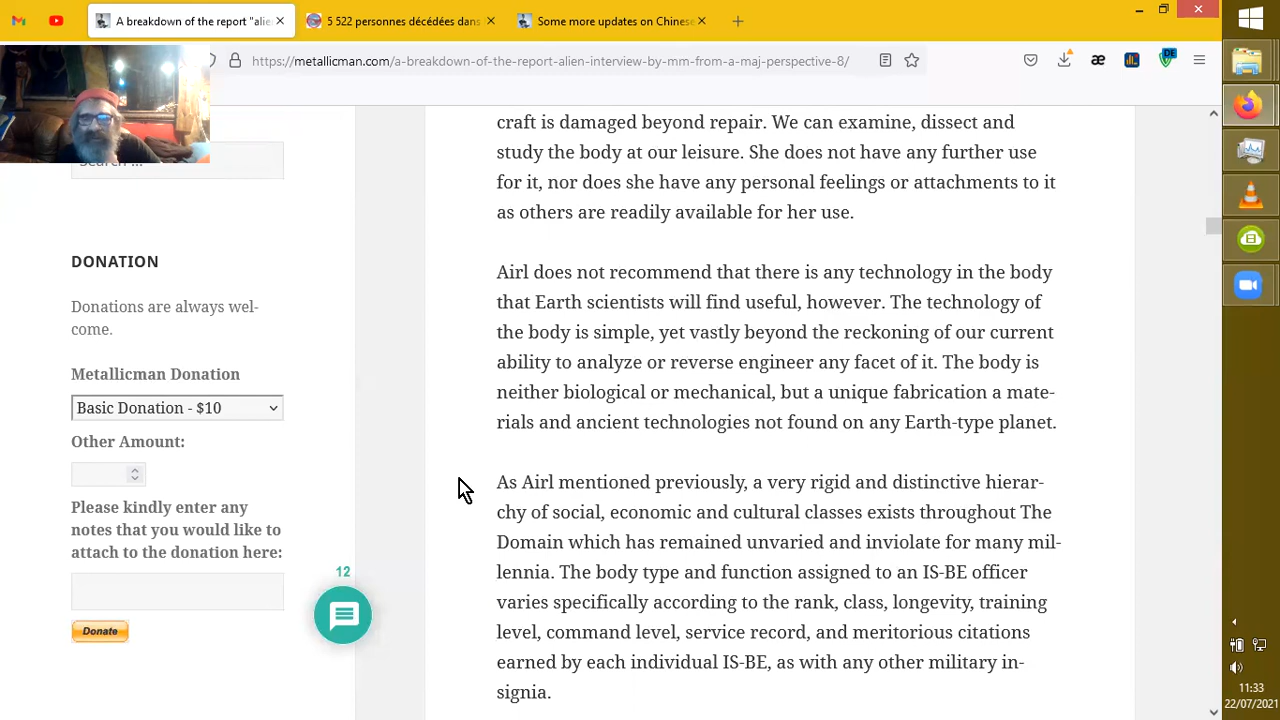 A breakdown of the report "alie
5 522 personnes décédées dans
Some more updates on Chinese
https://metallicman.com/a-breakdown-of-the-report-alien-interview-by-mm-from-a-maj-perspective-8/
DE
DONATION
Donations are always wel-
come.
Metallicman Donation
Basic Donation - $10
Other Amount:
Please kindly enter any
notes that you would like to
attach to the donation here:
Donate
12
craft is damaged beyond repair. We can examine, dissect and
study the body at our leisure. She does not have any further use
for it, nor does she have any personal feelings or attachments to it
as others are readily available for her use.
Airl does not recommend that there is any technology in the body
that Earth scientists will find useful, however. The technology of
the body is simple, yet vastly beyond the reckoning of our current
ability to analyze or reverse engineer any facet of it. The body is
neither biological or mechanical, but a unique fabrication a mate-
rials and ancient technologies not found on any Earth-type planet.
As Airl mentioned previously, a very rigid and distinctive hierar-
chy of social, economic and cultural classes exists throughout The
Domain which has remained unvaried and inviolate for many mil-
lennia. The body type and function assigned to an IS-BE officer
varies specifically according to the rank, class, longevity, training
level, command level, service record, and meritorious citations
earned by each individual IS-BE, as with any other military in-
signia.
11:33
22/07/2021